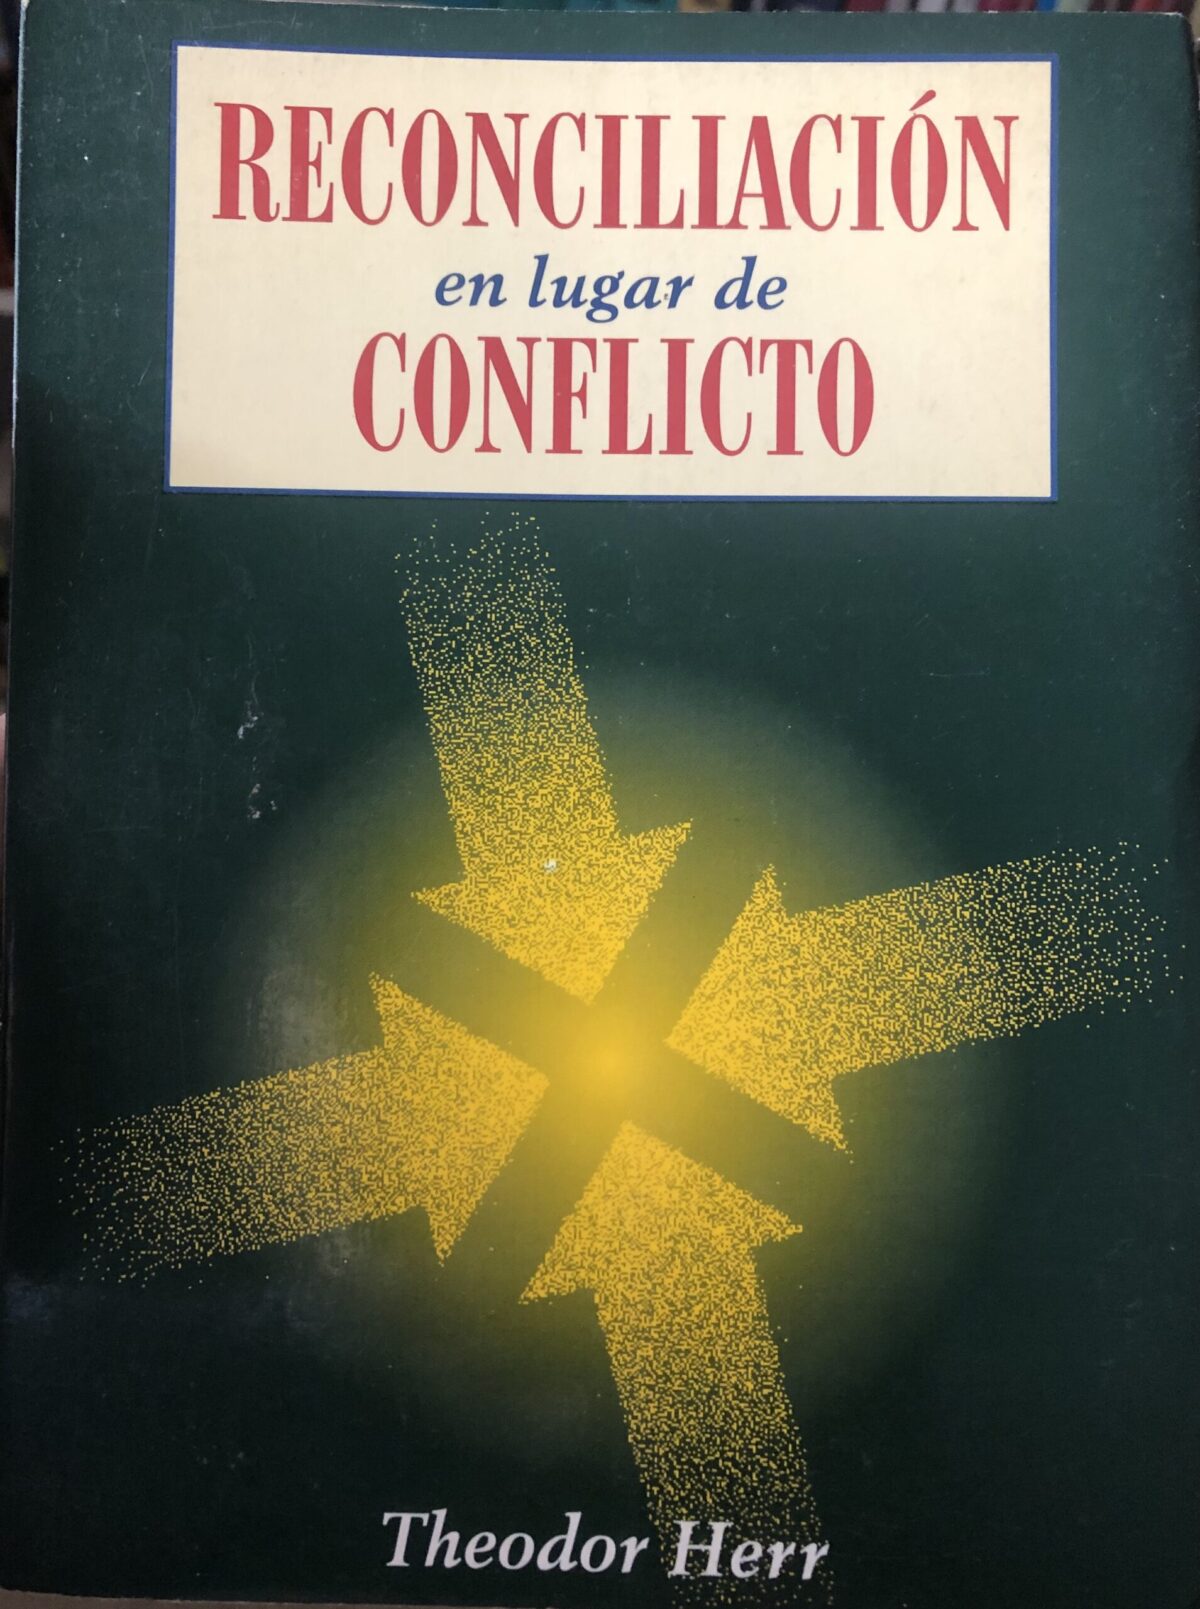 RECONCILIACIÓN
en lugar de
CONFLICTO
Theodor Herr